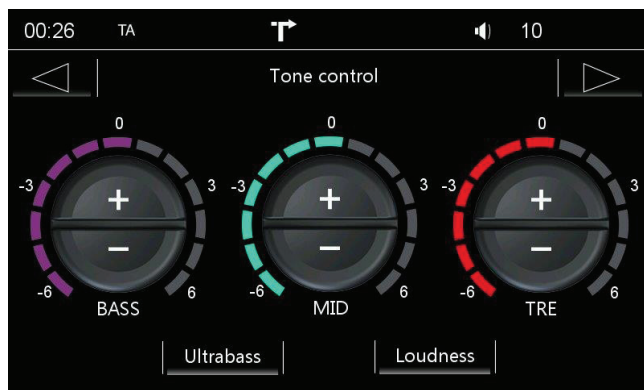 00:26 TA 10
Tone control
0 0 0
-3 3 -3 3 -3 3
+ + +
− − −
-6 6 -6 6 -6 6
BASS MID TRE
Ultrabass Loudness